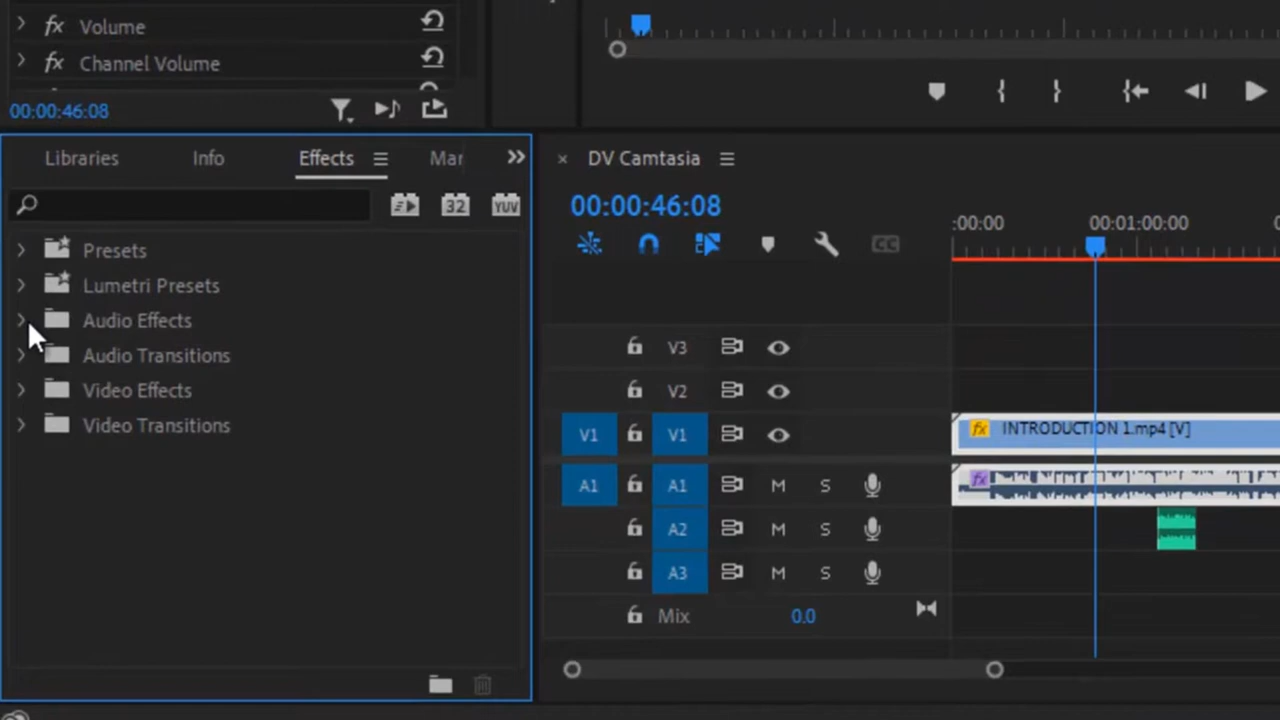 Volume
Channel Volume
00:00:46:08
Libraries Info Effects Mar
32 YUV
Presets
Lumetri Presets
Audio Effects
Audio Transitions
Video Effects
Video Transitions
DV Camtasia
00:00:46:08
:00:00 00:01:00:00
CC
V3
V2
V1 V1
fx INTRODUCTION 1.mp4 [V]
A1 A1 M S
fx
A2 M S
A3 M S
Mix 0.0